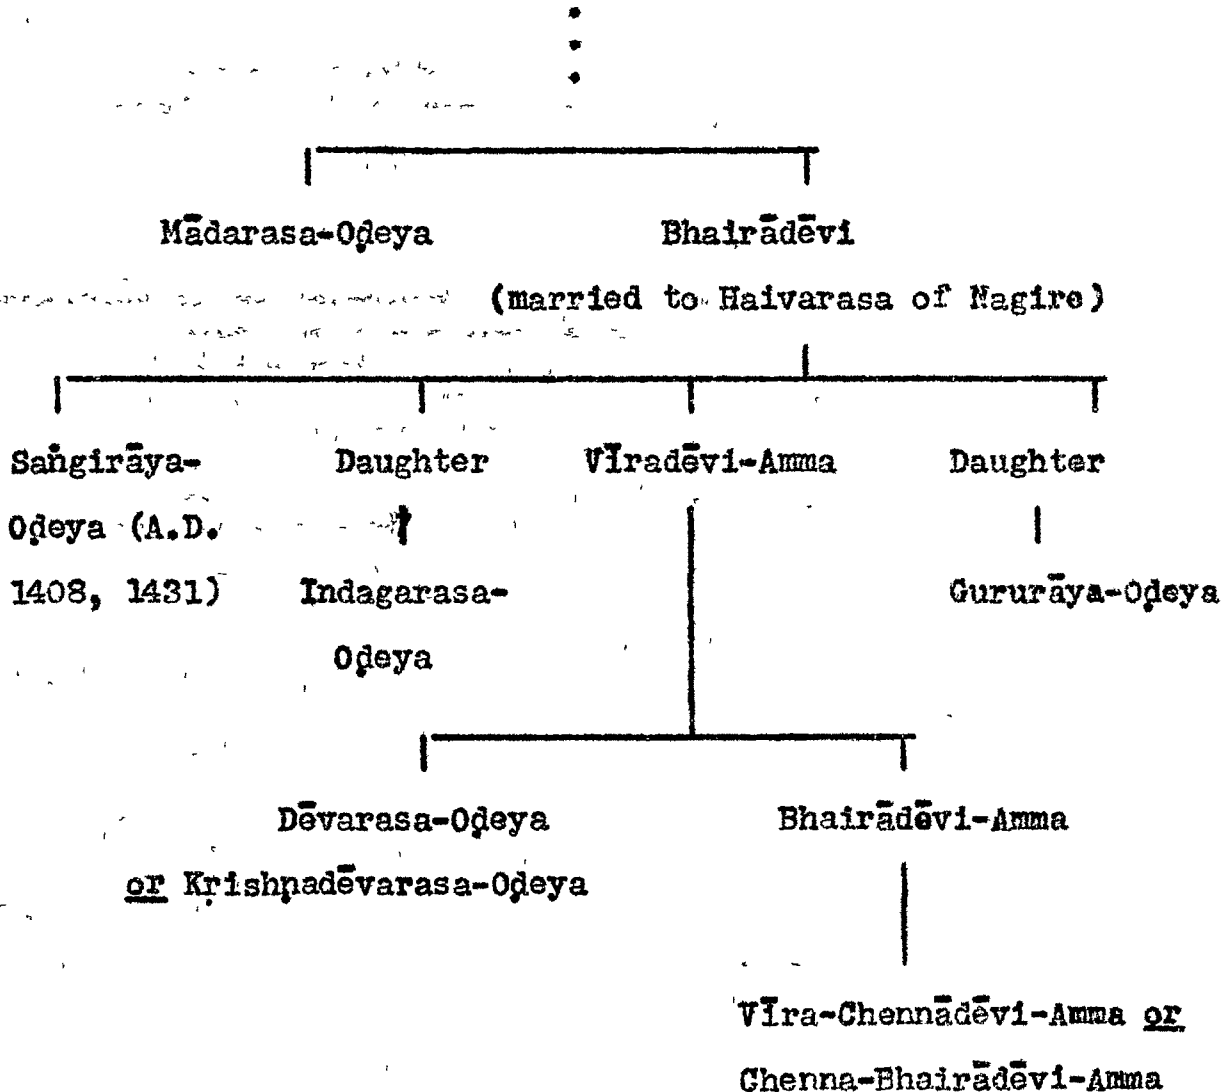 Mādarasa-Oḍeya Bhairādēvi
(married to Haivarasa of Nagire)
Saṅgirāya- Daughter Vīradēvi-Amma Daughter
Oḍeya (A.D.
1408, 1431) Indagarasa- Gururāya-Oḍeya
Oḍeya
Dēvarasa-Oḍeya Bhairādēvi-Amma
or Kṛishṇadēvarasa-Oḍeya
Vīra-Chennādēvi-Amma or
Chenna-Bhairādēvi-Amma